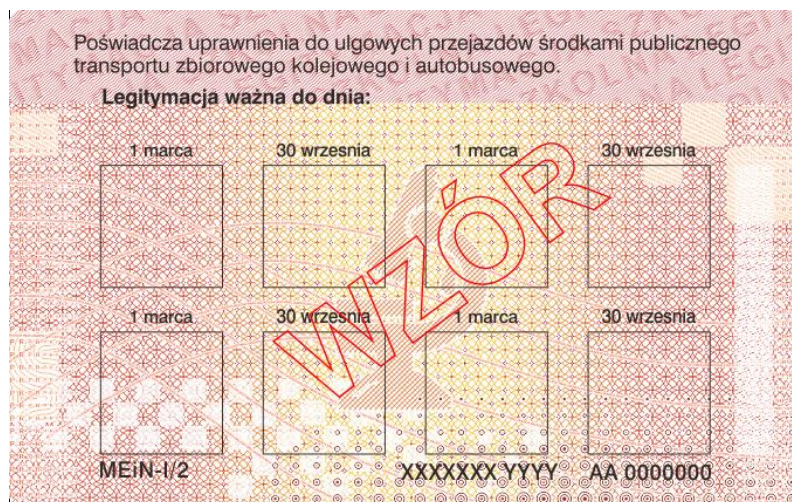 Poświadcza uprawnienia do ulgowych przejazdów środkami publicznego
transportu zbiorowego kolejowego i autobusowego.
Legitymacja ważna do dnia:
1 marca 30 września 1 marca 30 września
WZÓR
1 marca 30 września 1 marca 30 września
MEiN-I/2 XXXXXXX YYYY AA 0000000